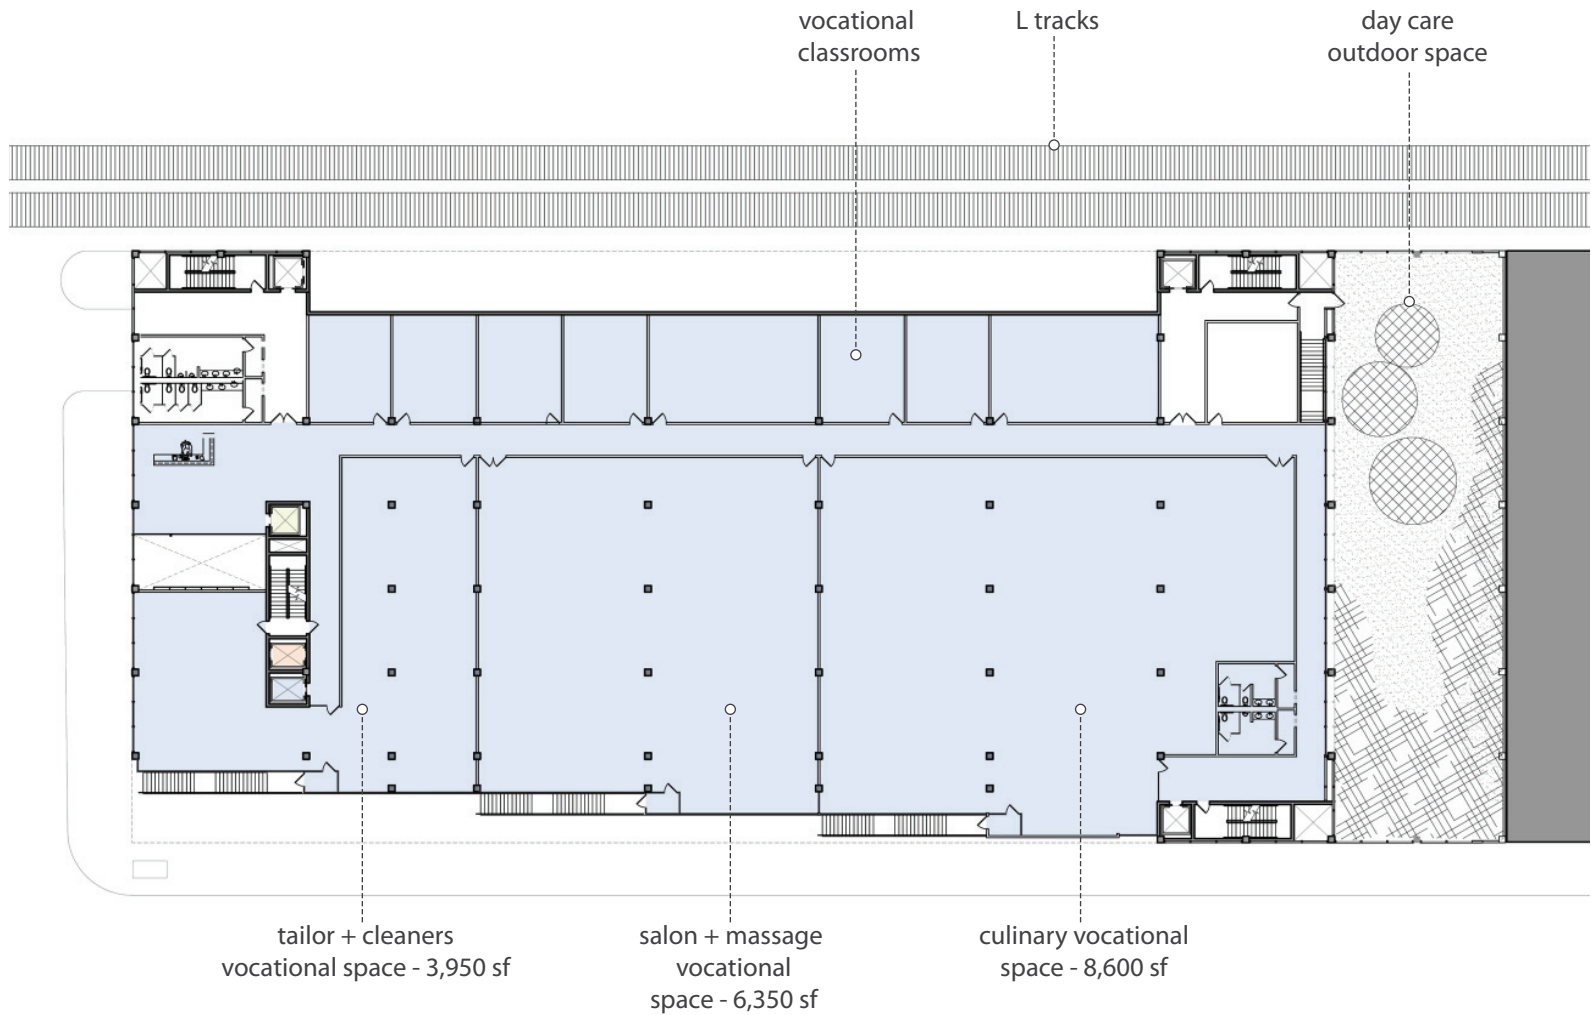 vocational
classrooms
L tracks
day care
outdoor space
tailor + cleaners
vocational space - 3,950 sf
salon + massage
vocational
space - 6,350 sf
culinary vocational
space - 8,600 sf